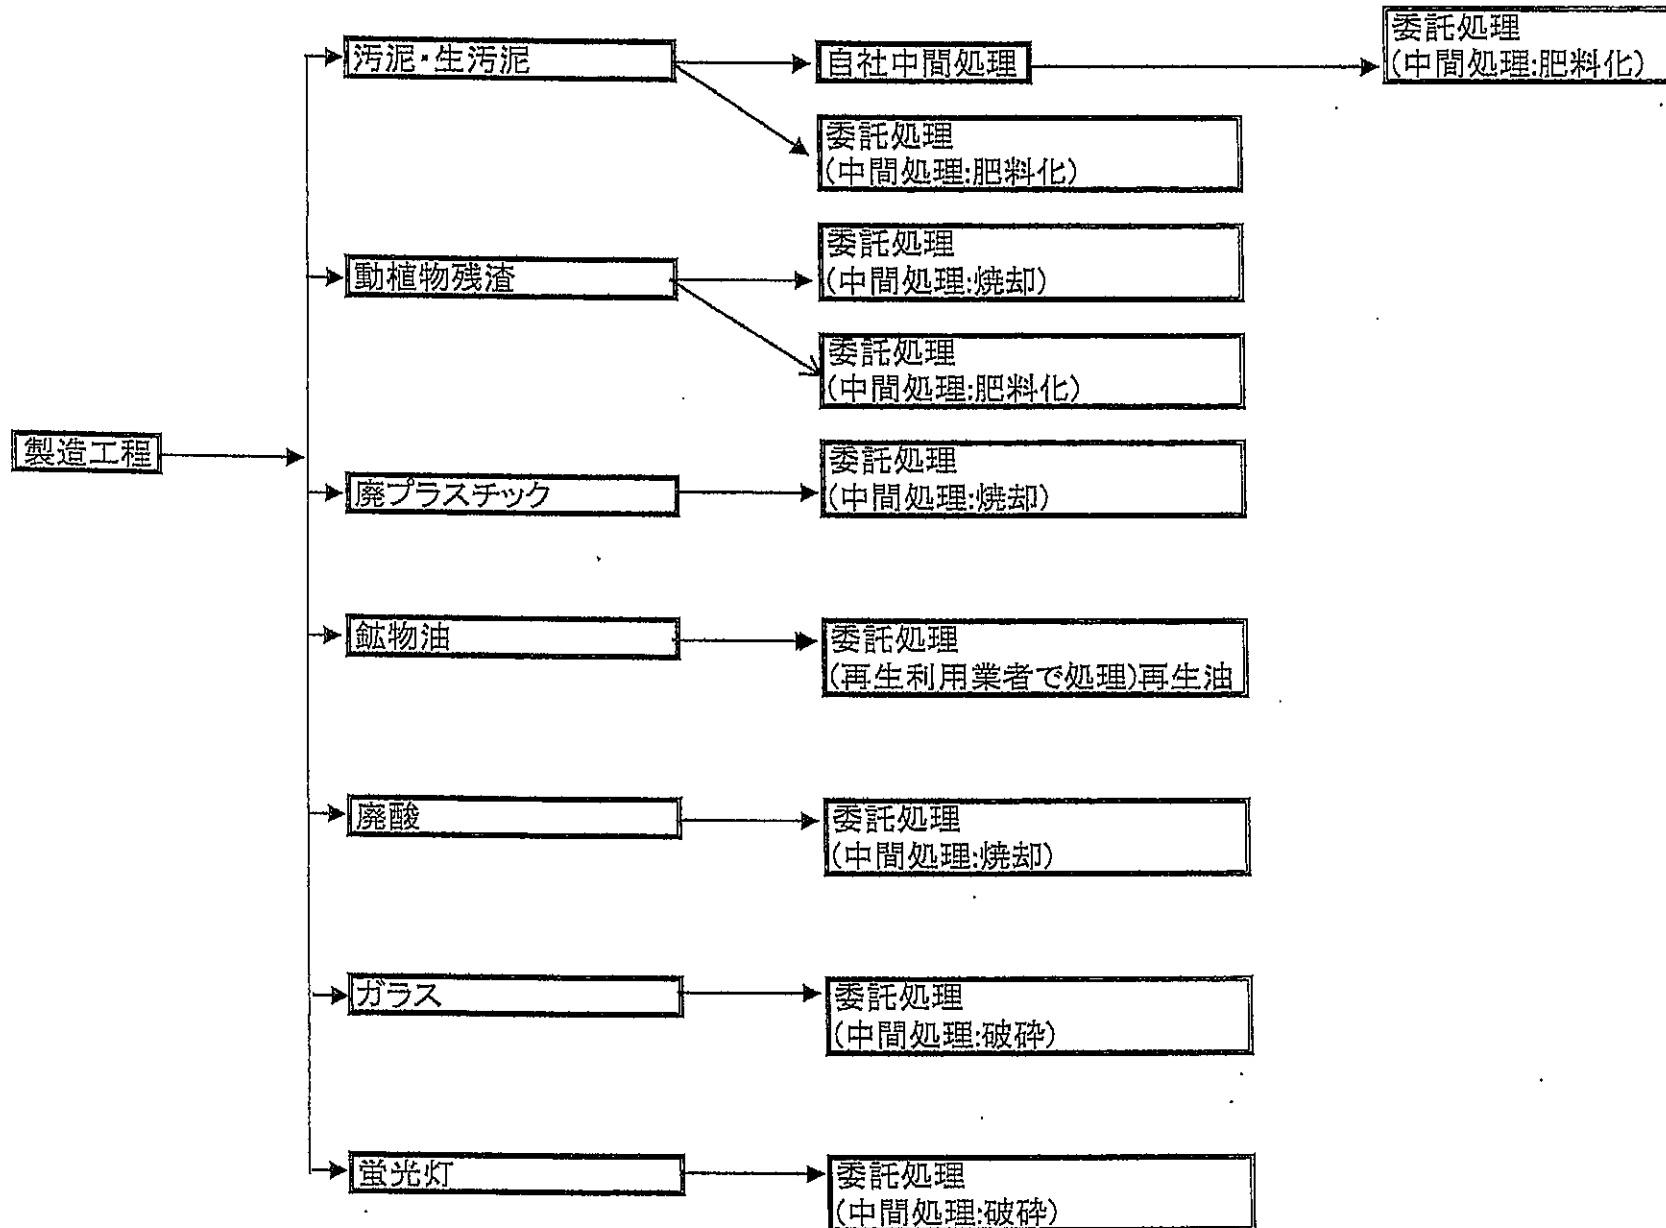 汚泥・生汚泥
自社中間処理
委託処理
(中間処理:肥料化)
委託処理
(中間処理:肥料化)
動植物残渣
委託処理
(中間処理:焼却)
委託処理
(中間処理:肥料化)
製造工程
廃プラスチック
委託処理
(中間処理:焼却)
鉱物油
委託処理
(再生利用業者で処理)再生油
廃酸
委託処理
(中間処理:焼却)
ガラス
委託処理
(中間処理:破砕)
蛍光灯
委託処理
(中間処理:破砕)